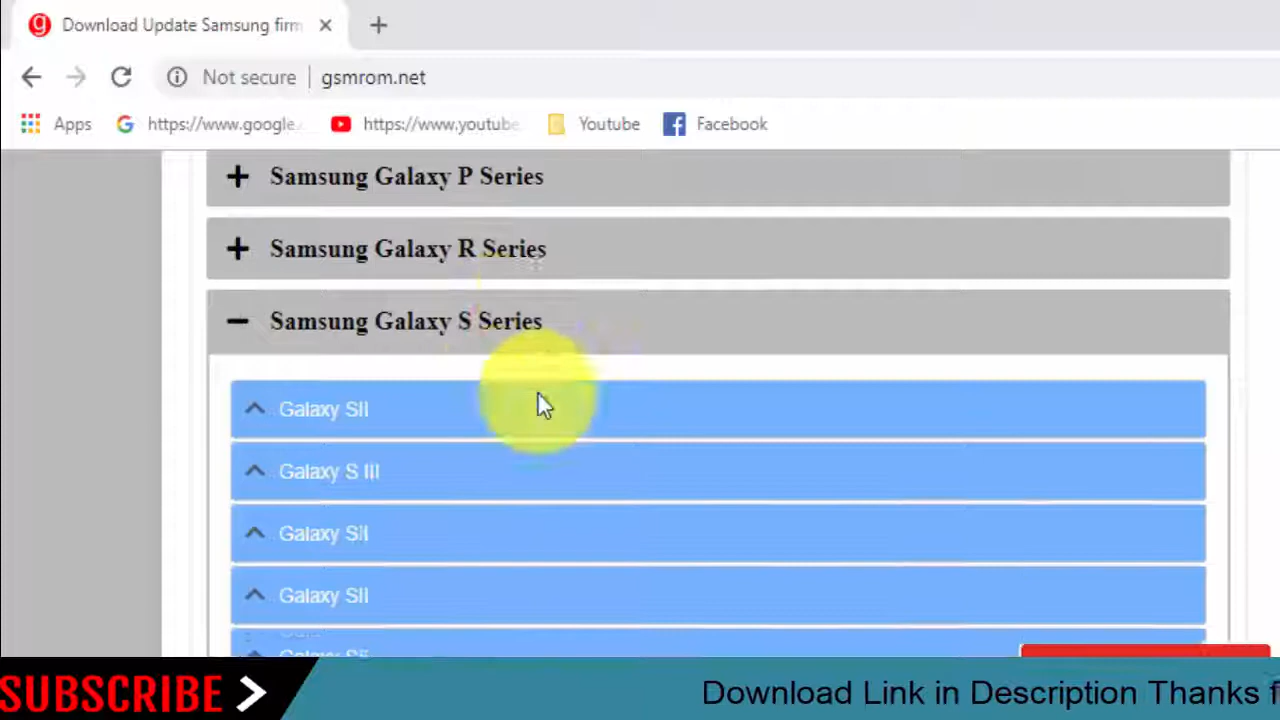 g Download Update Samsung firm
Not secure gsmrom.net
Apps G https://www.google. https://www.youtube. Youtube f Facebook
Samsung Galaxy P Series
Samsung Galaxy R Series
Samsung Galaxy S Series
Galaxy SII
Galaxy S III
Galaxy SII
Galaxy SII
SUBSCRIBE
Download Link in Description Thanks f